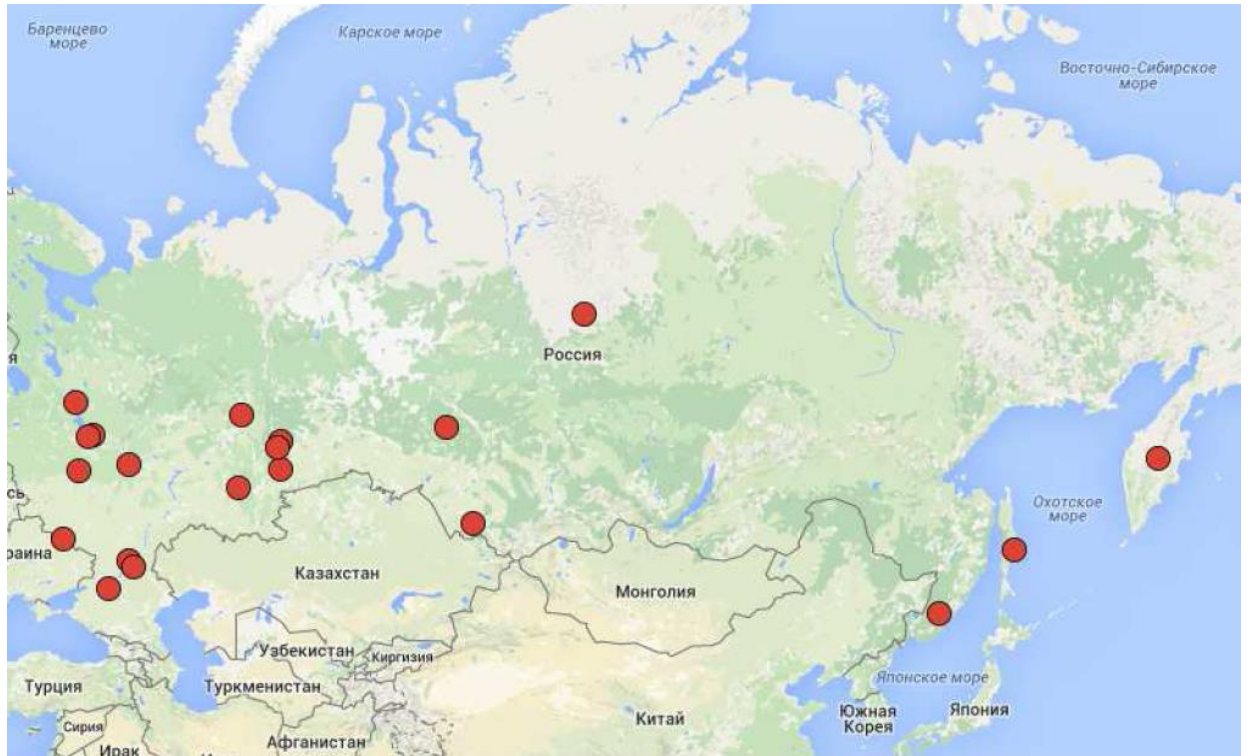 Баренцево
море
Карское море
Восточно-Сибирское
море
я
Россия
сь
Охотское
море
раина
Казахстан
Монголия
Узбекистан
Киргизия
Туркменистан
Турция
Японское море
Сирия
Китай
Южная
Корея
Япония
Афганистан
Ирак